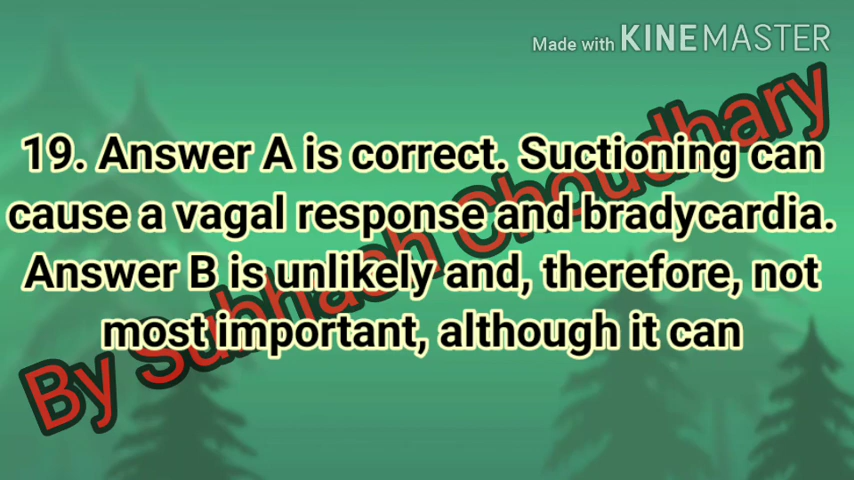 Made with KINEMASTER
19. Answer A is correct. Suctioning can
cause a vagal response and bradycardia.
Answer B is unlikely and, therefore, not
most important, although it can
By Subhash Choudhary